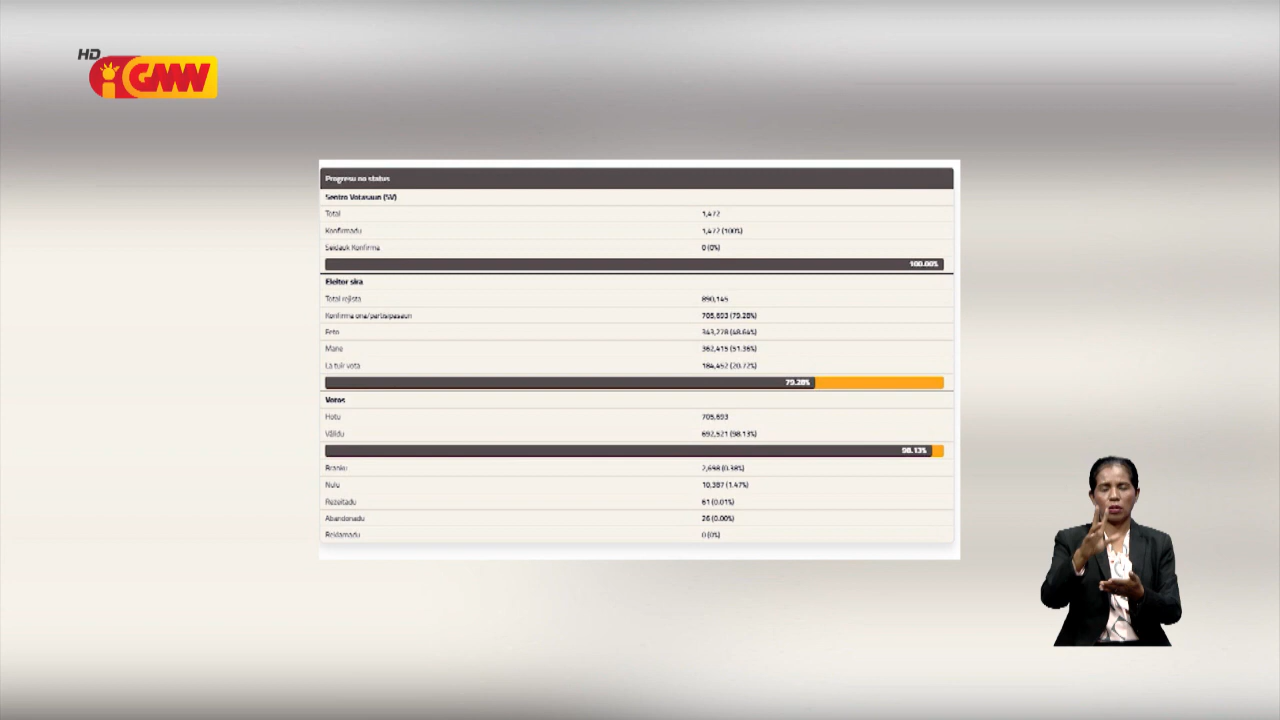 HD
GMN
Progresu no status
Sentro Votasaun (SV)
Total 1,472
Konfirmadu 1,472 (100%)
Seidauk Konfirma 0 (0%)
100.00%
Eleitor sira
Total rejista 890,145
Konfirma ona/partisipasaun 705,693 (79.28%)
Feto 343,278 (48.64%)
Mane 362,415 (51.36%)
La tuir vota 184,452 (20.72%)
79.28%
Votos
Hotu 705,693
Válidu 692,521 (98.13%)
98.13%
Branku 2,698 (0.38%)
Nulu 10,387 (1.47%)
Rezeitadu 61 (0.01%)
Abandonadu 26 (0.00%)
Reklamadu 0 (0%)